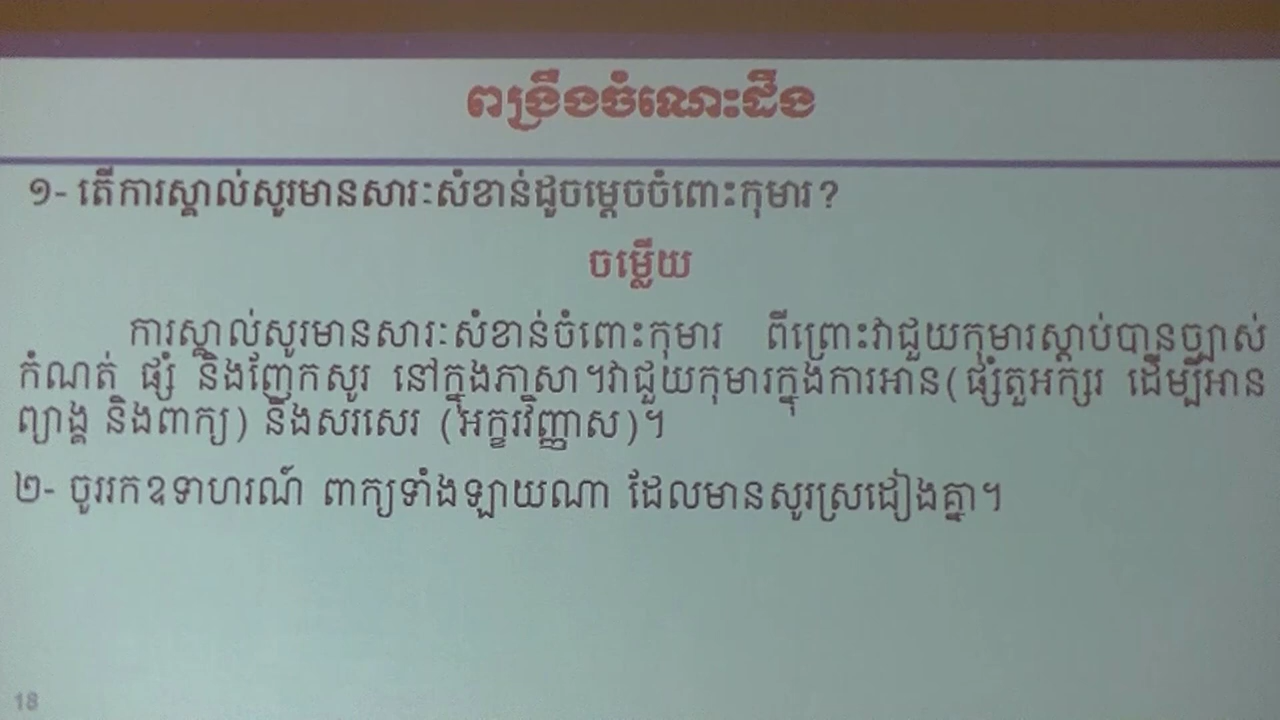 ពង្រឹងចំណេះដឹង
១- តើការស្គាល់សូរមានសារៈសំខាន់ដូចម្ដេចចំពោះកុមារ?
ចម្លើយ
ការស្គាល់សូរមានសារៈសំខាន់ចំពោះកុមារ ពីព្រោះវាជួយកុមារស្ដាប់បានច្បាស់
កំណត់ ផ្សំ និងញែកសូរ នៅក្នុងភាសា។វាជួយកុមារក្នុងការអាន(ផ្សំតួអក្សរ ដើម្បីអាន
ព្យាង្គ និងពាក្យ) និងសរសេរ (អក្ខរវិញ្ញាស)។
២- ចូររកឧទាហរណ៍ ពាក្យទាំងឡាយណា ដែលមានសូរស្រដៀងគ្នា។
18